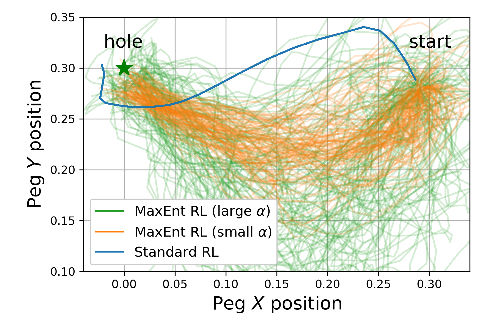 0.35
0.30
0.25
0.20
0.15
0.10
Peg Y position
hole
start
MaxEnt RL (large α)
MaxEnt RL (small α)
Standard RL
0.00 0.05 0.10 0.15 0.20 0.25 0.30
Peg X position